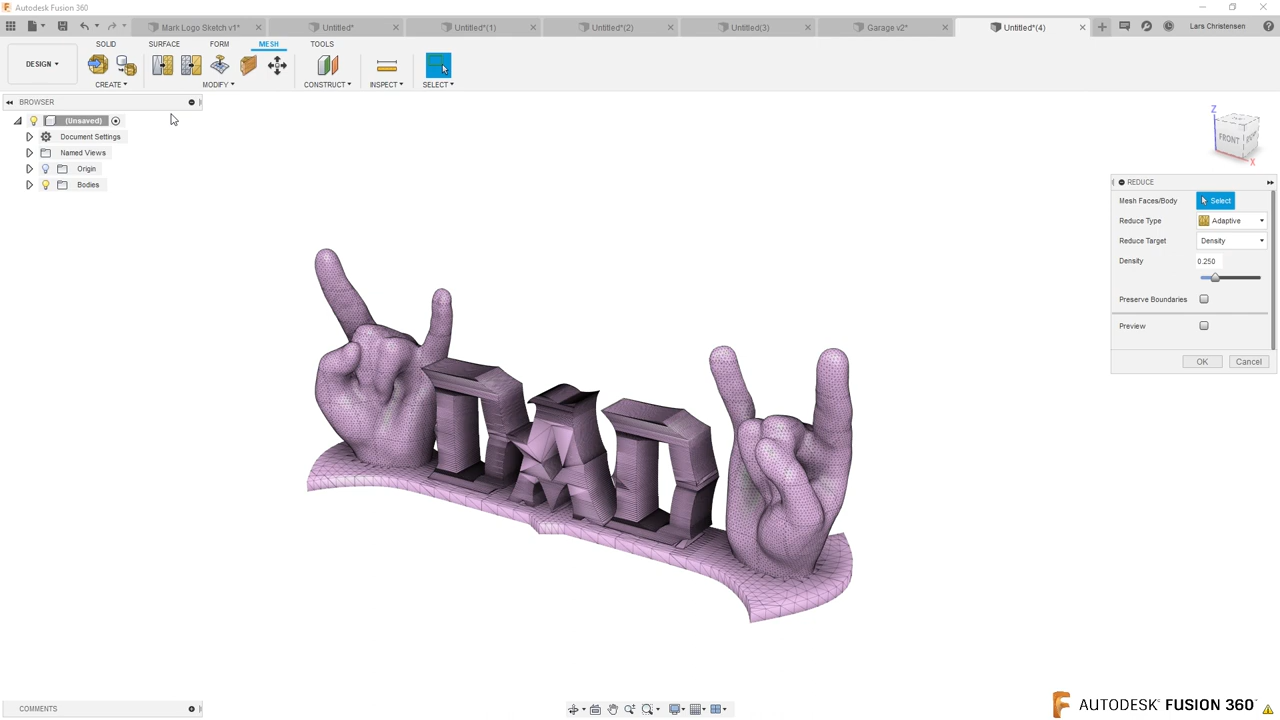 Autodesk Fusion 360
Mark Logo Sketch v1*
Untitled*
Untitled*(1)
Untitled*(2)
Untitled(3)
Garage v2*
Untitled*(4)
Lars Christensen
DESIGN
SOLID
SURFACE
FORM
MESH
TOOLS
CREATE
MODIFY
CONSTRUCT
INSPECT
SELECT
BROWSER
(Unsaved)
Document Settings
Named Views
Origin
Bodies
Z
FRONT
X
REDUCE
Mesh Faces/Body
Select
Reduce Type
Adaptive
Reduce Target
Density
Density
0.250
Preserve Boundaries
Preview
OK
Cancel
DAD
COMMENTS
AUTODESK® FUSION 360™